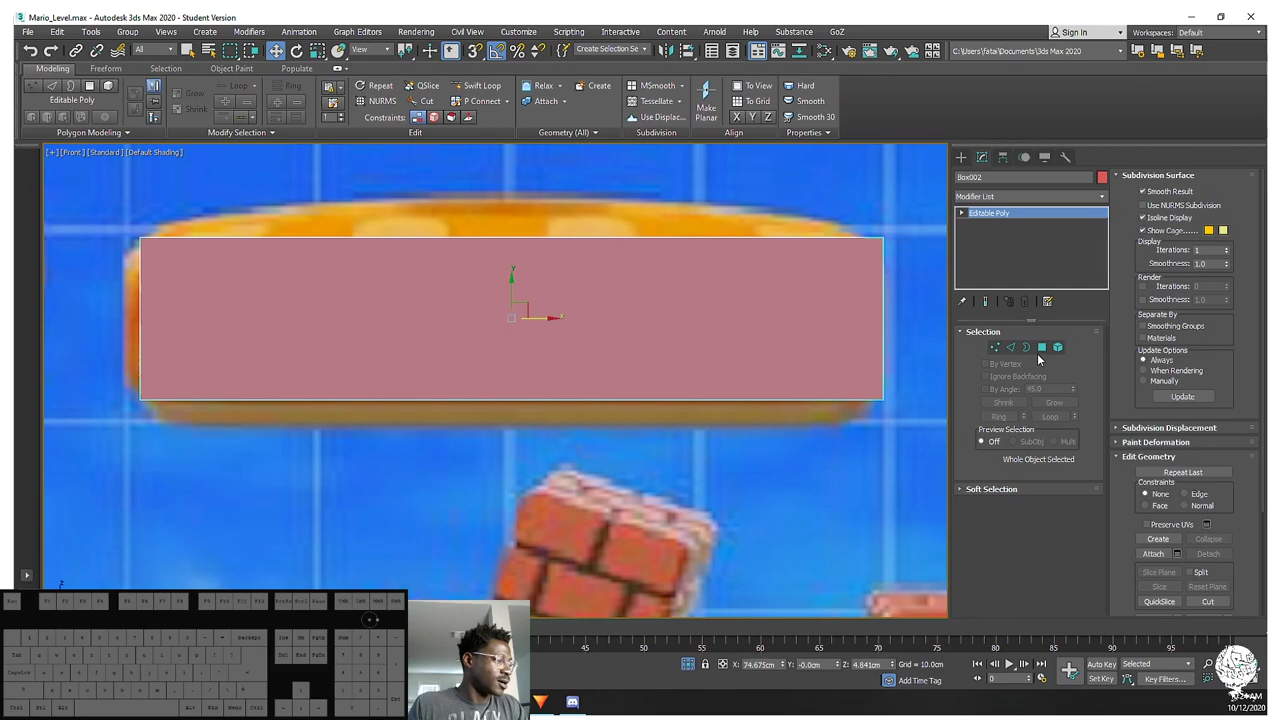 Mario_Level.max - Autodesk 3ds Max 2020 - Student Version
File Edit Tools Group Views Create Modifiers Animation Graph Editors Rendering Civil View Customize Scripting Interactive Content Arnold Help Substance GoZ Sign In Workspaces: Default
All View Create Selection Se C:\Users\fatai\Documents\3ds Max 2020
Modeling Freeform Selection Object Paint Populate
Grow Loop Ring Repeat QSlice Swift Loop Relax Create MSmooth To View Hard
Editable Poly Shrink NURMS Cut P Connect Attach Tessellate Make Planar To Grid Smooth
1 Constraints: Use Displac... X Y Z Smooth 30
Polygon Modeling Modify Selection Edit Geometry (All) Subdivision Align Properties
[+] [Front] [Standard] [Default Shading]
y
x
z
Box002
Modifier List
Editable Poly
Selection
By Vertex
Ignore Backfacing
By Angle: 45.0
Shrink Grow
Ring Loop
Preview Selection
Off SubObj Multi
Whole Object Selected
Soft Selection
Subdivision Surface
Smooth Result
Use NURMS Subdivision
Isoline Display
Show Cage......
Display
Iterations: 1
Smoothness: 1.0
Render
Iterations: 0
Smoothness: 1.0
Separate By
Smoothing Groups
Materials
Update Options
Always
When Rendering
Manually
Update
Subdivision Displacement
Paint Deformation
Edit Geometry
Repeat Last
Constraints
None Edge
Face Normal
Preserve UVs
Create Collapse
Attach Detach
Slice Plane Split
Slice Reset Plane
QuickSlice Cut
45 50 55 60 65 70 75 80 85 90 95
X: 74.675cm Y: -0.0cm Z: 4.841cm Grid = 10.0cm
Add Time Tag
0
Auto Key Selected
Set Key Key Filters...
10/12/2020